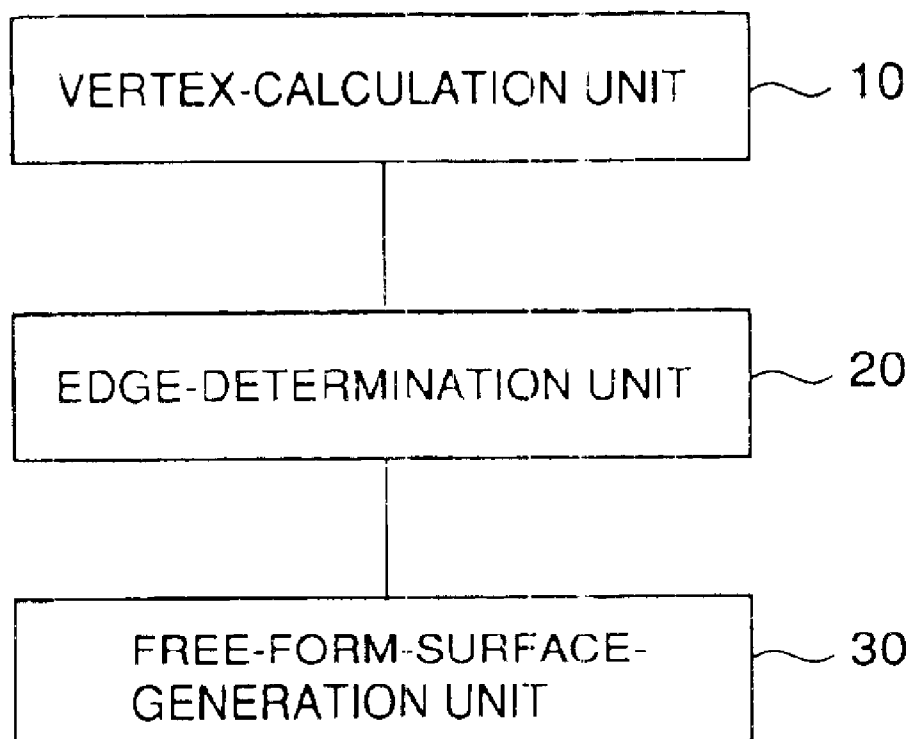 VERTEX-CALCULATION UNIT 10
EDGE-DETERMINATION UNIT 20
FREE-FORM-SURFACE-
GENERATION UNIT
30